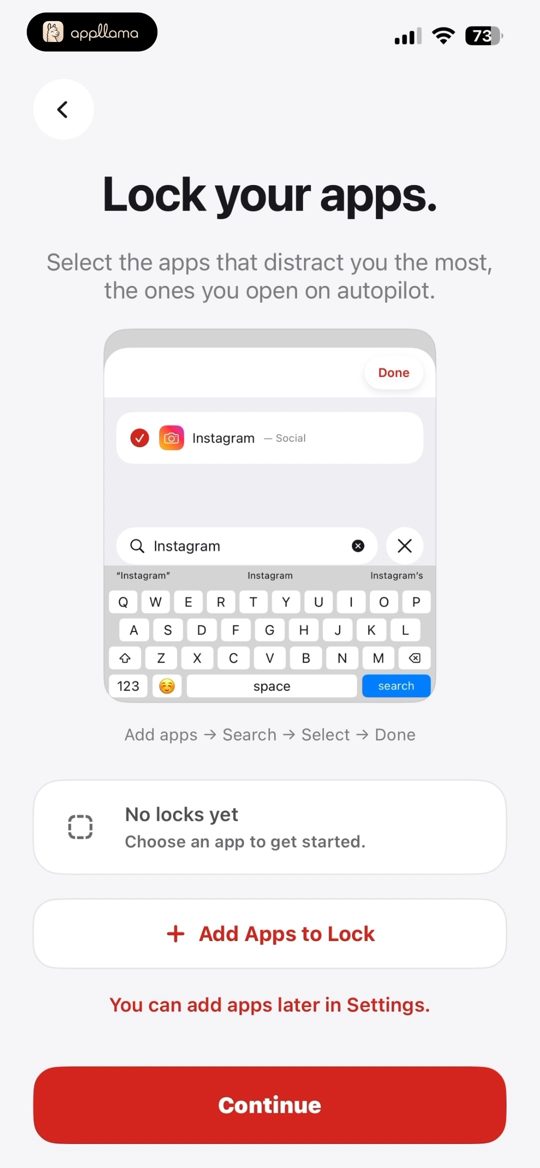 appllama
73
Lock your apps.
Select the apps that distract you the most,
the ones you open on autopilot.
Done
Instagram — Social
Instagram
"Instagram" Instagram Instagram's
Q W E R T Y U I O P
A S D F G H J K L
Z X C V B N M
123 space search
Add apps → Search → Select → Done
No locks yet
Choose an app to get started.
+ Add Apps to Lock
You can add apps later in Settings.
Continue